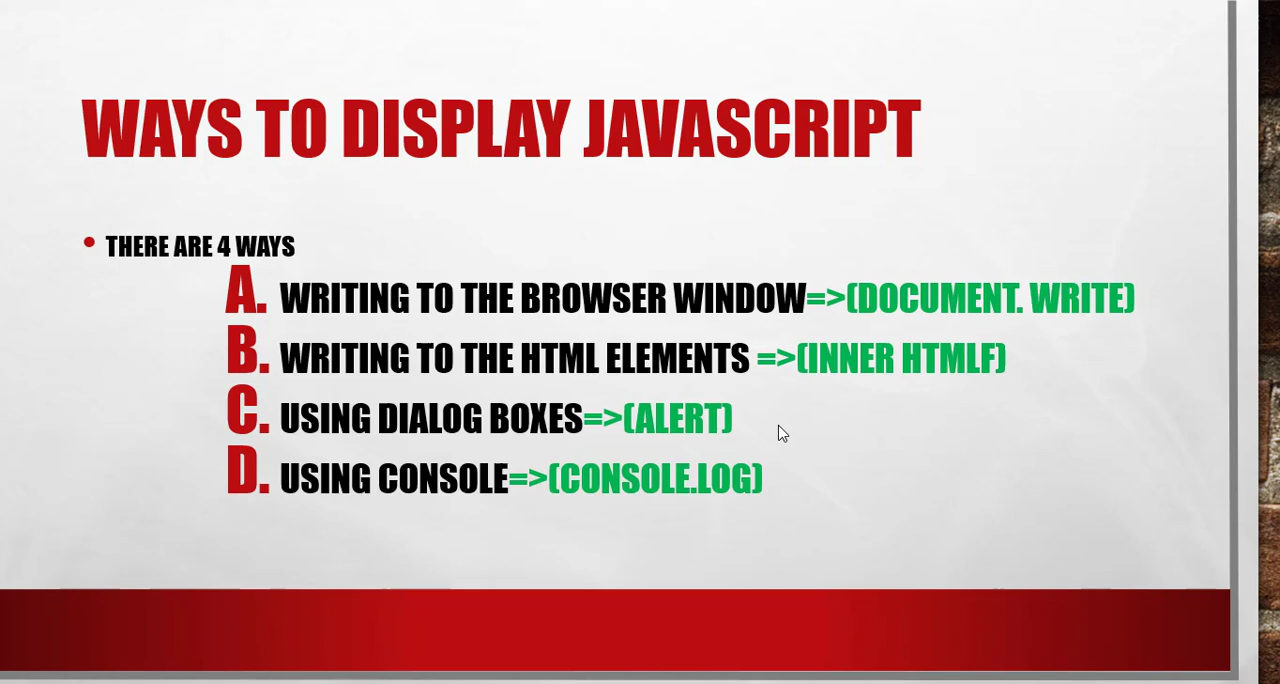 WAYS TO DISPLAY JAVASCRIPT
• THERE ARE 4 WAYS
A. WRITING TO THE BROWSER WINDOW=>(DOCUMENT. WRITE)
B. WRITING TO THE HTML ELEMENTS =>(INNER HTMLF)
C. USING DIALOG BOXES=>(ALERT)
D. USING CONSOLE=>(CONSOLE.LOG)